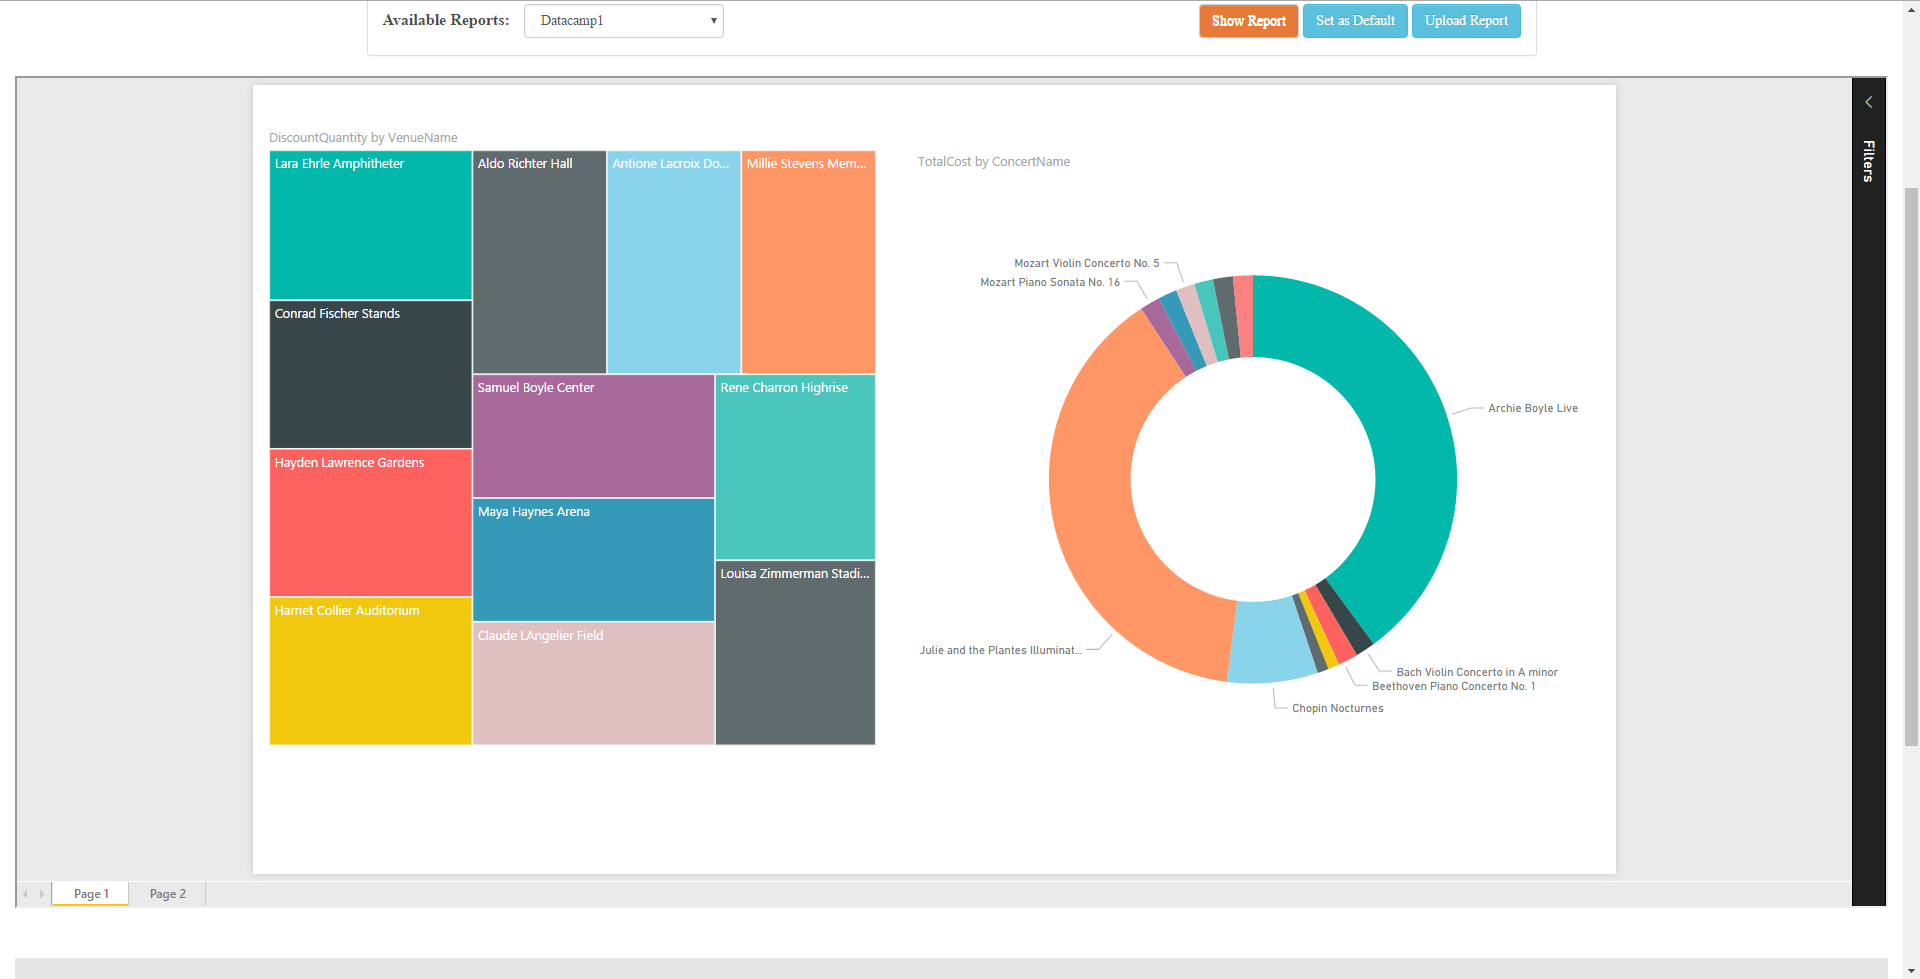 Available Reports:
Datacamp1
Show Report
Set as Default
Upload Report
Filters
DiscountQuantity by VenueName
Lara Ehrle Amphitheter
Aldo Richter Hall
Antione Lacroix Do...
Millie Stevens Mem...
Conrad Fischer Stands
Samuel Boyle Center
Rene Charron Highrise
Hayden Lawrence Gardens
Maya Haynes Arena
Louisa Zimmerman Stadi...
Harriet Collier Auditorium
Claude LAngelier Field
TotalCost by ConcertName
Mozart Violin Concerto No. 5
Mozart Piano Sonata No. 16
Archie Boyle Live
Julie and the Plantes Illuminat...
Bach Violin Concerto in A minor
Beethoven Piano Concerto No. 1
Chopin Nocturnes
Page 1
Page 2